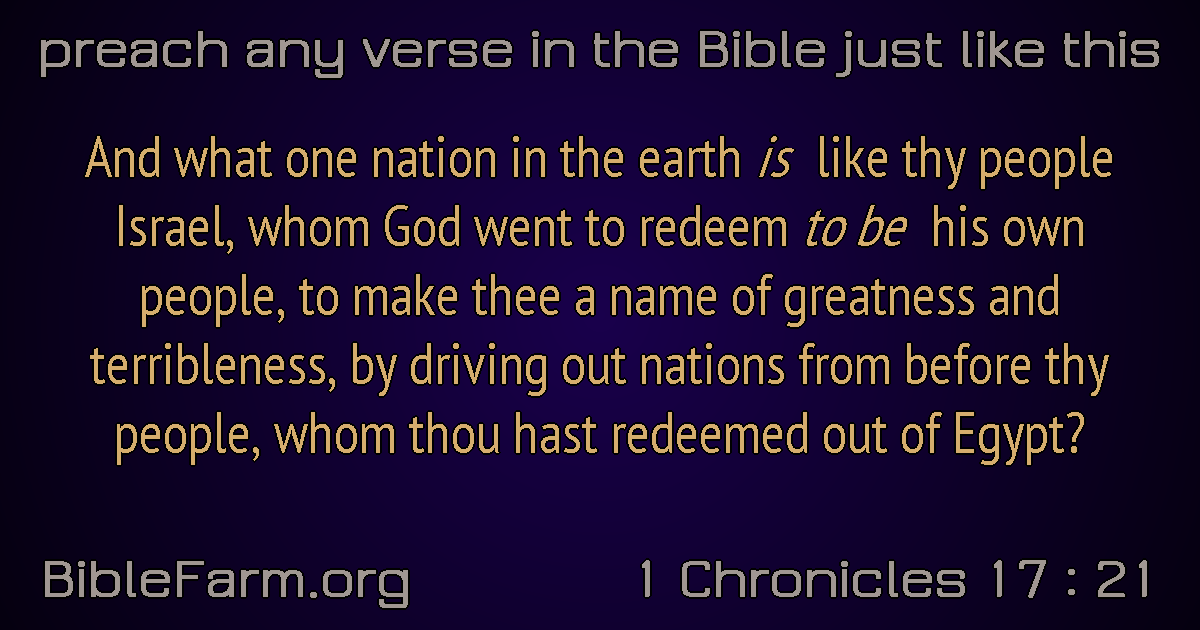 preach any verse in the Bible just like this
And what one nation in the earth is like thy people
Israel, whom God went to redeem to be his own
people, to make thee a name of greatness and
terribleness, by driving out nations from before thy
people, whom thou hast redeemed out of Egypt?
BibleFarm.org 1 Chronicles 17 : 21